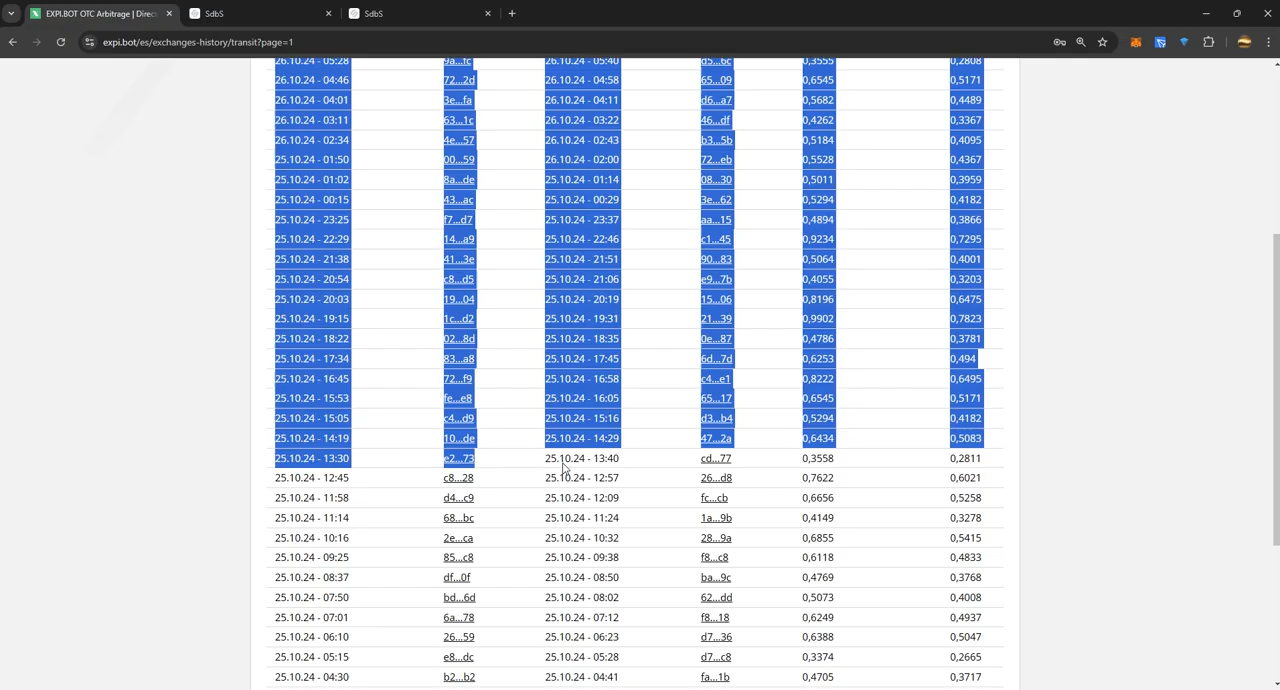 EXPI.BOT OTC Arbitrage | Direc
SdbS
SdbS
expi.bot/es/exchanges-history/transit?page=1
26.10.24 - 05:28 9a...fc 26.10.24 - 05:40 d5...6c 0,3555 0,2808
26.10.24 - 04:46 72...2d 26.10.24 - 04:58 65...09 0,6545 0,5171
26.10.24 - 04:01 3e...fa 26.10.24 - 04:11 d6...a7 0,5682 0,4489
26.10.24 - 03:11 63...1c 26.10.24 - 03:22 46...df 0,4262 0,3367
26.10.24 - 02:34 4e...57 26.10.24 - 02:43 b3...5b 0,5184 0,4095
25.10.24 - 01:50 00...59 26.10.24 - 02:00 72...eb 0,5528 0,4367
25.10.24 - 01:02 8a...de 25.10.24 - 01:14 08...30 0,5011 0,3959
25.10.24 - 00:15 43...ac 25.10.24 - 00:29 3e...62 0,5294 0,4182
25.10.24 - 23:25 f7...d7 25.10.24 - 23:37 aa...15 0,4894 0,3866
25.10.24 - 22:29 14...a9 25.10.24 - 22:46 c1...45 0,9234 0,7295
25.10.24 - 21:38 41...3e 25.10.24 - 21:51 90...83 0,5064 0,4001
25.10.24 - 20:54 c8...d5 25.10.24 - 21:06 e9...7b 0,4055 0,3203
25.10.24 - 20:03 19...04 25.10.24 - 20:19 15...06 0,8196 0,6475
25.10.24 - 19:15 1c...d2 25.10.24 - 19:31 21...39 0,9902 0,7823
25.10.24 - 18:22 02...8d 25.10.24 - 18:35 0e...87 0,4786 0,3781
25.10.24 - 17:34 83...a8 25.10.24 - 17:45 6d...7d 0,6253 0,494
25.10.24 - 16:45 72...f9 25.10.24 - 16:58 c4...e1 0,8222 0,6495
25.10.24 - 15:53 fe...e8 25.10.24 - 16:05 65...17 0,6545 0,5171
25.10.24 - 15:05 c4...d9 25.10.24 - 15:16 d3...b4 0,5294 0,4182
25.10.24 - 14:19 10...de 25.10.24 - 14:29 47...2a 0,6434 0,5083
25.10.24 - 13:30 e2...73 25.10.24 - 13:40 cd...77 0,3558 0,2811
25.10.24 - 12:45 c8...28 25.10.24 - 12:57 26...d8 0,7622 0,6021
25.10.24 - 11:58 d4...c9 25.10.24 - 12:09 fc...cb 0,6656 0,5258
25.10.24 - 11:14 68...bc 25.10.24 - 11:24 1a...9b 0,4149 0,3278
25.10.24 - 10:16 2e...ca 25.10.24 - 10:32 28...9a 0,6855 0,5415
25.10.24 - 09:25 85...c8 25.10.24 - 09:38 f8...c8 0,6118 0,4833
25.10.24 - 08:37 df...0f 25.10.24 - 08:50 ba...9c 0,4769 0,3768
25.10.24 - 07:50 bd...6d 25.10.24 - 08:02 62...dd 0,5073 0,4008
25.10.24 - 07:01 6a...78 25.10.24 - 07:12 f8...18 0,6249 0,4937
25.10.24 - 06:10 26...59 25.10.24 - 06:23 d7...36 0,6388 0,5047
25.10.24 - 05:15 e8...dc 25.10.24 - 05:28 d7...c8 0,3374 0,2665
25.10.24 - 04:30 b2...b2 25.10.24 - 04:41 fa...1b 0,4705 0,3717